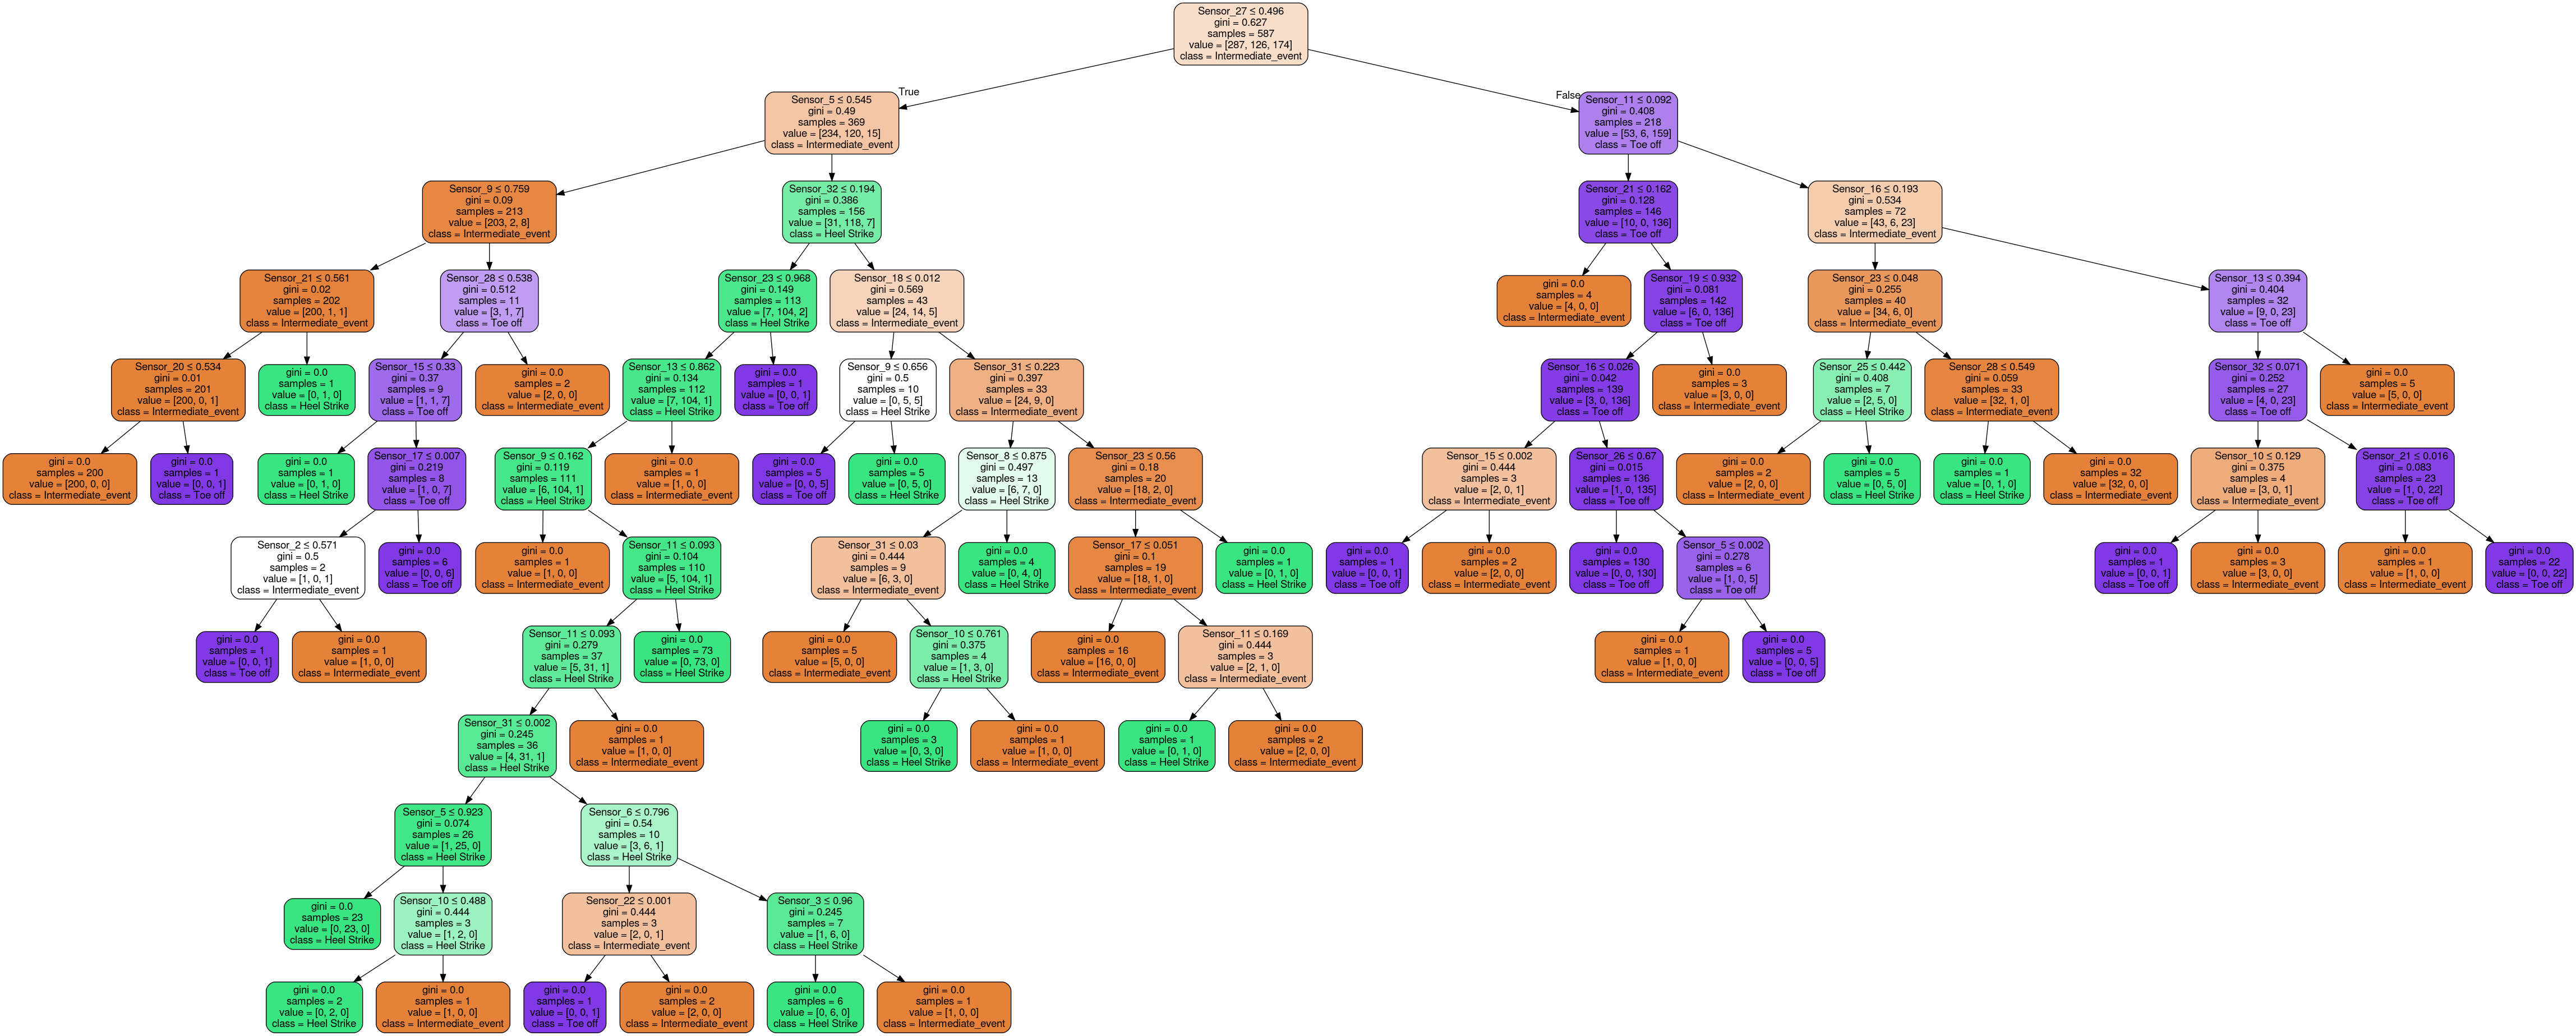 Sensor_27 ≤ 0.496
gini = 0.627
samples = 587
value = [287, 126, 174]
class = Intermediate_event
True
False
Sensor_5 ≤ 0.545
gini = 0.49
samples = 369
value = [234, 120, 15]
class = Intermediate_event
Sensor_11 ≤ 0.092
gini = 0.408
samples = 218
value = [53, 6, 159]
class = Toe off
Sensor_9 ≤ 0.759
gini = 0.09
samples = 213
value = [203, 2, 8]
class = Intermediate_event
Sensor_32 ≤ 0.194
gini = 0.386
samples = 156
value = [31, 118, 7]
class = Heel Strike
Sensor_21 ≤ 0.162
gini = 0.128
samples = 146
value = [10, 0, 136]
class = Toe off
Sensor_16 ≤ 0.193
gini = 0.534
samples = 72
value = [43, 6, 23]
class = Intermediate_event
Sensor_21 ≤ 0.561
gini = 0.02
samples = 202
value = [200, 1, 1]
class = Intermediate_event
Sensor_28 ≤ 0.538
gini = 0.512
samples = 11
value = [3, 1, 7]
class = Toe off
Sensor_23 ≤ 0.968
gini = 0.149
samples = 113
value = [7, 104, 2]
class = Heel Strike
Sensor_18 ≤ 0.012
gini = 0.569
samples = 43
value = [24, 14, 5]
class = Intermediate_event
gini = 0.0
samples = 4
value = [4, 0, 0]
class = Intermediate_event
Sensor_19 ≤ 0.932
gini = 0.081
samples = 142
value = [6, 0, 136]
class = Toe off
Sensor_23 ≤ 0.048
gini = 0.255
samples = 40
value = [34, 6, 0]
class = Intermediate_event
Sensor_13 ≤ 0.394
gini = 0.404
samples = 32
value = [9, 0, 23]
class = Toe off
Sensor_20 ≤ 0.534
gini = 0.01
samples = 201
value = [200, 0, 1]
class = Intermediate_event
gini = 0.0
samples = 1
value = [0, 1, 0]
class = Heel Strike
Sensor_15 ≤ 0.33
gini = 0.37
samples = 9
value = [1, 1, 7]
class = Toe off
gini = 0.0
samples = 2
value = [2, 0, 0]
class = Intermediate_event
Sensor_13 ≤ 0.862
gini = 0.134
samples = 112
value = [7, 104, 1]
class = Heel Strike
gini = 0.0
samples = 1
value = [0, 0, 1]
class = Toe off
Sensor_9 ≤ 0.656
gini = 0.5
samples = 10
value = [0, 5, 5]
class = Heel Strike
Sensor_31 ≤ 0.223
gini = 0.397
samples = 33
value = [24, 9, 0]
class = Intermediate_event
Sensor_16 ≤ 0.026
gini = 0.042
samples = 139
value = [3, 0, 136]
class = Toe off
gini = 0.0
samples = 3
value = [3, 0, 0]
class = Intermediate_event
Sensor_25 ≤ 0.442
gini = 0.408
samples = 7
value = [2, 5, 0]
class = Heel Strike
Sensor_28 ≤ 0.549
gini = 0.059
samples = 33
value = [32, 1, 0]
class = Intermediate_event
Sensor_32 ≤ 0.071
gini = 0.252
samples = 27
value = [4, 0, 23]
class = Toe off
gini = 0.0
samples = 5
value = [5, 0, 0]
class = Intermediate_event
gini = 0.0
samples = 200
value = [200, 0, 0]
class = Intermediate_event
gini = 0.0
samples = 1
value = [0, 0, 1]
class = Toe off
gini = 0.0
samples = 1
value = [0, 1, 0]
class = Heel Strike
Sensor_17 ≤ 0.007
gini = 0.219
samples = 8
value = [1, 0, 7]
class = Toe off
Sensor_9 ≤ 0.162
gini = 0.119
samples = 111
value = [6, 104, 1]
class = Heel Strike
gini = 0.0
samples = 1
value = [1, 0, 0]
class = Intermediate_event
gini = 0.0
samples = 5
value = [0, 0, 5]
class = Toe off
gini = 0.0
samples = 5
value = [0, 5, 0]
class = Heel Strike
Sensor_8 ≤ 0.875
gini = 0.497
samples = 13
value = [6, 7, 0]
class = Heel Strike
Sensor_23 ≤ 0.56
gini = 0.18
samples = 20
value = [18, 2, 0]
class = Intermediate_event
Sensor_15 ≤ 0.002
gini = 0.444
samples = 3
value = [2, 0, 1]
class = Intermediate_event
Sensor_26 ≤ 0.67
gini = 0.015
samples = 136
value = [1, 0, 135]
class = Toe off
gini = 0.0
samples = 2
value = [2, 0, 0]
class = Intermediate_event
gini = 0.0
samples = 5
value = [0, 5, 0]
class = Heel Strike
gini = 0.0
samples = 1
value = [0, 1, 0]
class = Heel Strike
gini = 0.0
samples = 32
value = [32, 0, 0]
class = Intermediate_event
Sensor_10 ≤ 0.129
gini = 0.375
samples = 4
value = [3, 0, 1]
class = Intermediate_event
Sensor_21 ≤ 0.016
gini = 0.083
samples = 23
value = [1, 0, 22]
class = Toe off
Sensor_2 ≤ 0.571
gini = 0.5
samples = 2
value = [1, 0, 1]
class = Intermediate_event
gini = 0.0
samples = 6
value = [0, 0, 6]
class = Toe off
gini = 0.0
samples = 1
value = [1, 0, 0]
class = Intermediate_event
Sensor_11 ≤ 0.093
gini = 0.104
samples = 110
value = [5, 104, 1]
class = Heel Strike
Sensor_31 ≤ 0.03
gini = 0.444
samples = 9
value = [6, 3, 0]
class = Intermediate_event
gini = 0.0
samples = 4
value = [0, 4, 0]
class = Heel Strike
Sensor_17 ≤ 0.051
gini = 0.1
samples = 19
value = [18, 1, 0]
class = Intermediate_event
gini = 0.0
samples = 1
value = [0, 1, 0]
class = Heel Strike
gini = 0.0
samples = 1
value = [0, 0, 1]
class = Toe off
gini = 0.0
samples = 2
value = [2, 0, 0]
class = Intermediate_event
gini = 0.0
samples = 130
value = [0, 0, 130]
class = Toe off
Sensor_5 ≤ 0.002
gini = 0.278
samples = 6
value = [1, 0, 5]
class = Toe off
gini = 0.0
samples = 1
value = [0, 0, 1]
class = Toe off
gini = 0.0
samples = 3
value = [3, 0, 0]
class = Intermediate_event
gini = 0.0
samples = 1
value = [1, 0, 0]
class = Intermediate_event
gini = 0.0
samples = 22
value = [0, 0, 22]
class = Toe off
gini = 0.0
samples = 1
value = [0, 0, 1]
class = Toe off
gini = 0.0
samples = 1
value = [1, 0, 0]
class = Intermediate_event
Sensor_11 ≤ 0.093
gini = 0.279
samples = 37
value = [5, 31, 1]
class = Heel Strike
gini = 0.0
samples = 73
value = [0, 73, 0]
class = Heel Strike
gini = 0.0
samples = 5
value = [5, 0, 0]
class = Intermediate_event
Sensor_10 ≤ 0.761
gini = 0.375
samples = 4
value = [1, 3, 0]
class = Heel Strike
gini = 0.0
samples = 16
value = [16, 0, 0]
class = Intermediate_event
Sensor_11 ≤ 0.169
gini = 0.444
samples = 3
value = [2, 1, 0]
class = Intermediate_event
gini = 0.0
samples = 1
value = [1, 0, 0]
class = Intermediate_event
gini = 0.0
samples = 5
value = [0, 0, 5]
class = Toe off
Sensor_31 ≤ 0.002
gini = 0.245
samples = 36
value = [4, 31, 1]
class = Heel Strike
gini = 0.0
samples = 1
value = [1, 0, 0]
class = Intermediate_event
gini = 0.0
samples = 3
value = [0, 3, 0]
class = Heel Strike
gini = 0.0
samples = 1
value = [1, 0, 0]
class = Intermediate_event
gini = 0.0
samples = 1
value = [0, 1, 0]
class = Heel Strike
gini = 0.0
samples = 2
value = [2, 0, 0]
class = Intermediate_event
Sensor_5 ≤ 0.923
gini = 0.074
samples = 26
value = [1, 25, 0]
class = Heel Strike
Sensor_6 ≤ 0.796
gini = 0.54
samples = 10
value = [3, 6, 1]
class = Heel Strike
gini = 0.0
samples = 23
value = [0, 23, 0]
class = Heel Strike
Sensor_10 ≤ 0.488
gini = 0.444
samples = 3
value = [1, 2, 0]
class = Heel Strike
Sensor_22 ≤ 0.001
gini = 0.444
samples = 3
value = [2, 0, 1]
class = Intermediate_event
Sensor_3 ≤ 0.96
gini = 0.245
samples = 7
value = [1, 6, 0]
class = Heel Strike
gini = 0.0
samples = 2
value = [0, 2, 0]
class = Heel Strike
gini = 0.0
samples = 1
value = [1, 0, 0]
class = Intermediate_event
gini = 0.0
samples = 1
value = [0, 0, 1]
class = Toe off
gini = 0.0
samples = 2
value = [2, 0, 0]
class = Intermediate_event
gini = 0.0
samples = 6
value = [0, 6, 0]
class = Heel Strike
gini = 0.0
samples = 1
value = [1, 0, 0]
class = Intermediate_event